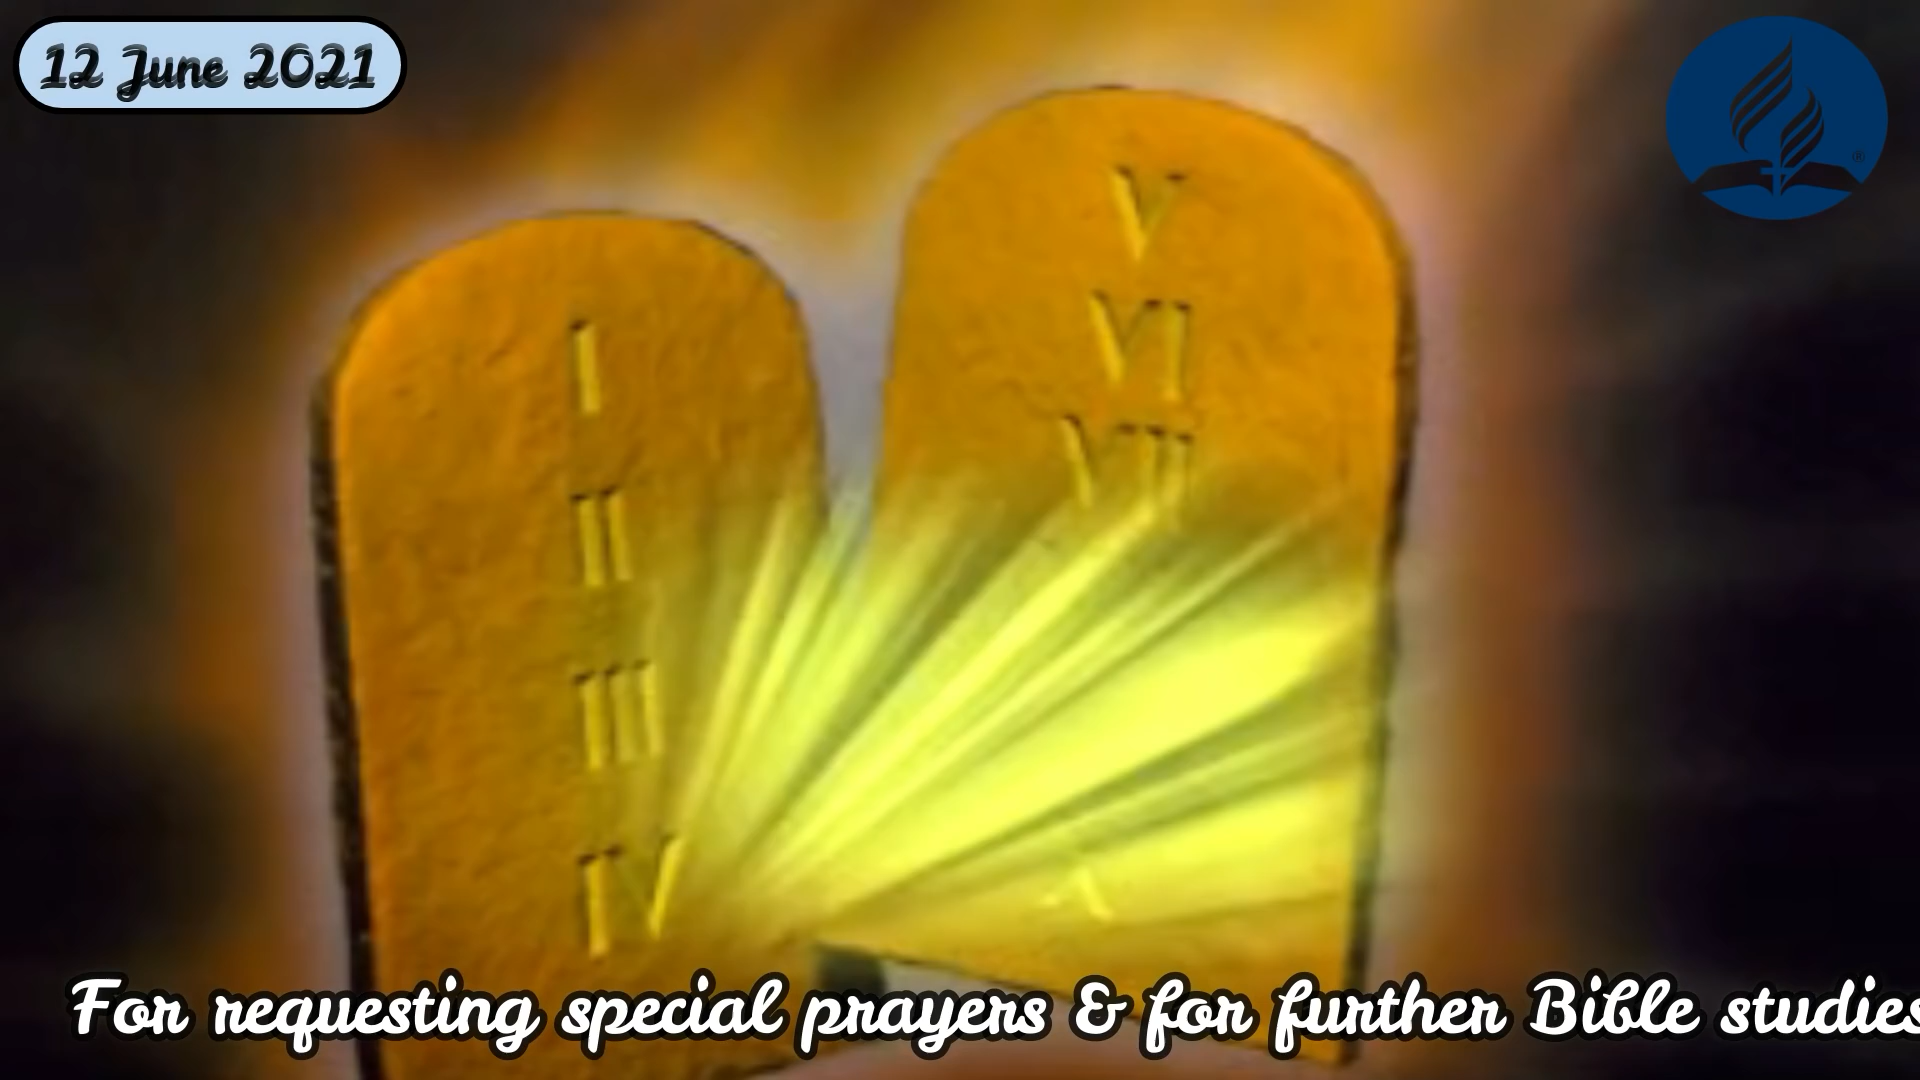 12 June 2021
®
I
II
III
IV
V
VI
VII
For requesting special prayers & for further Bible studies